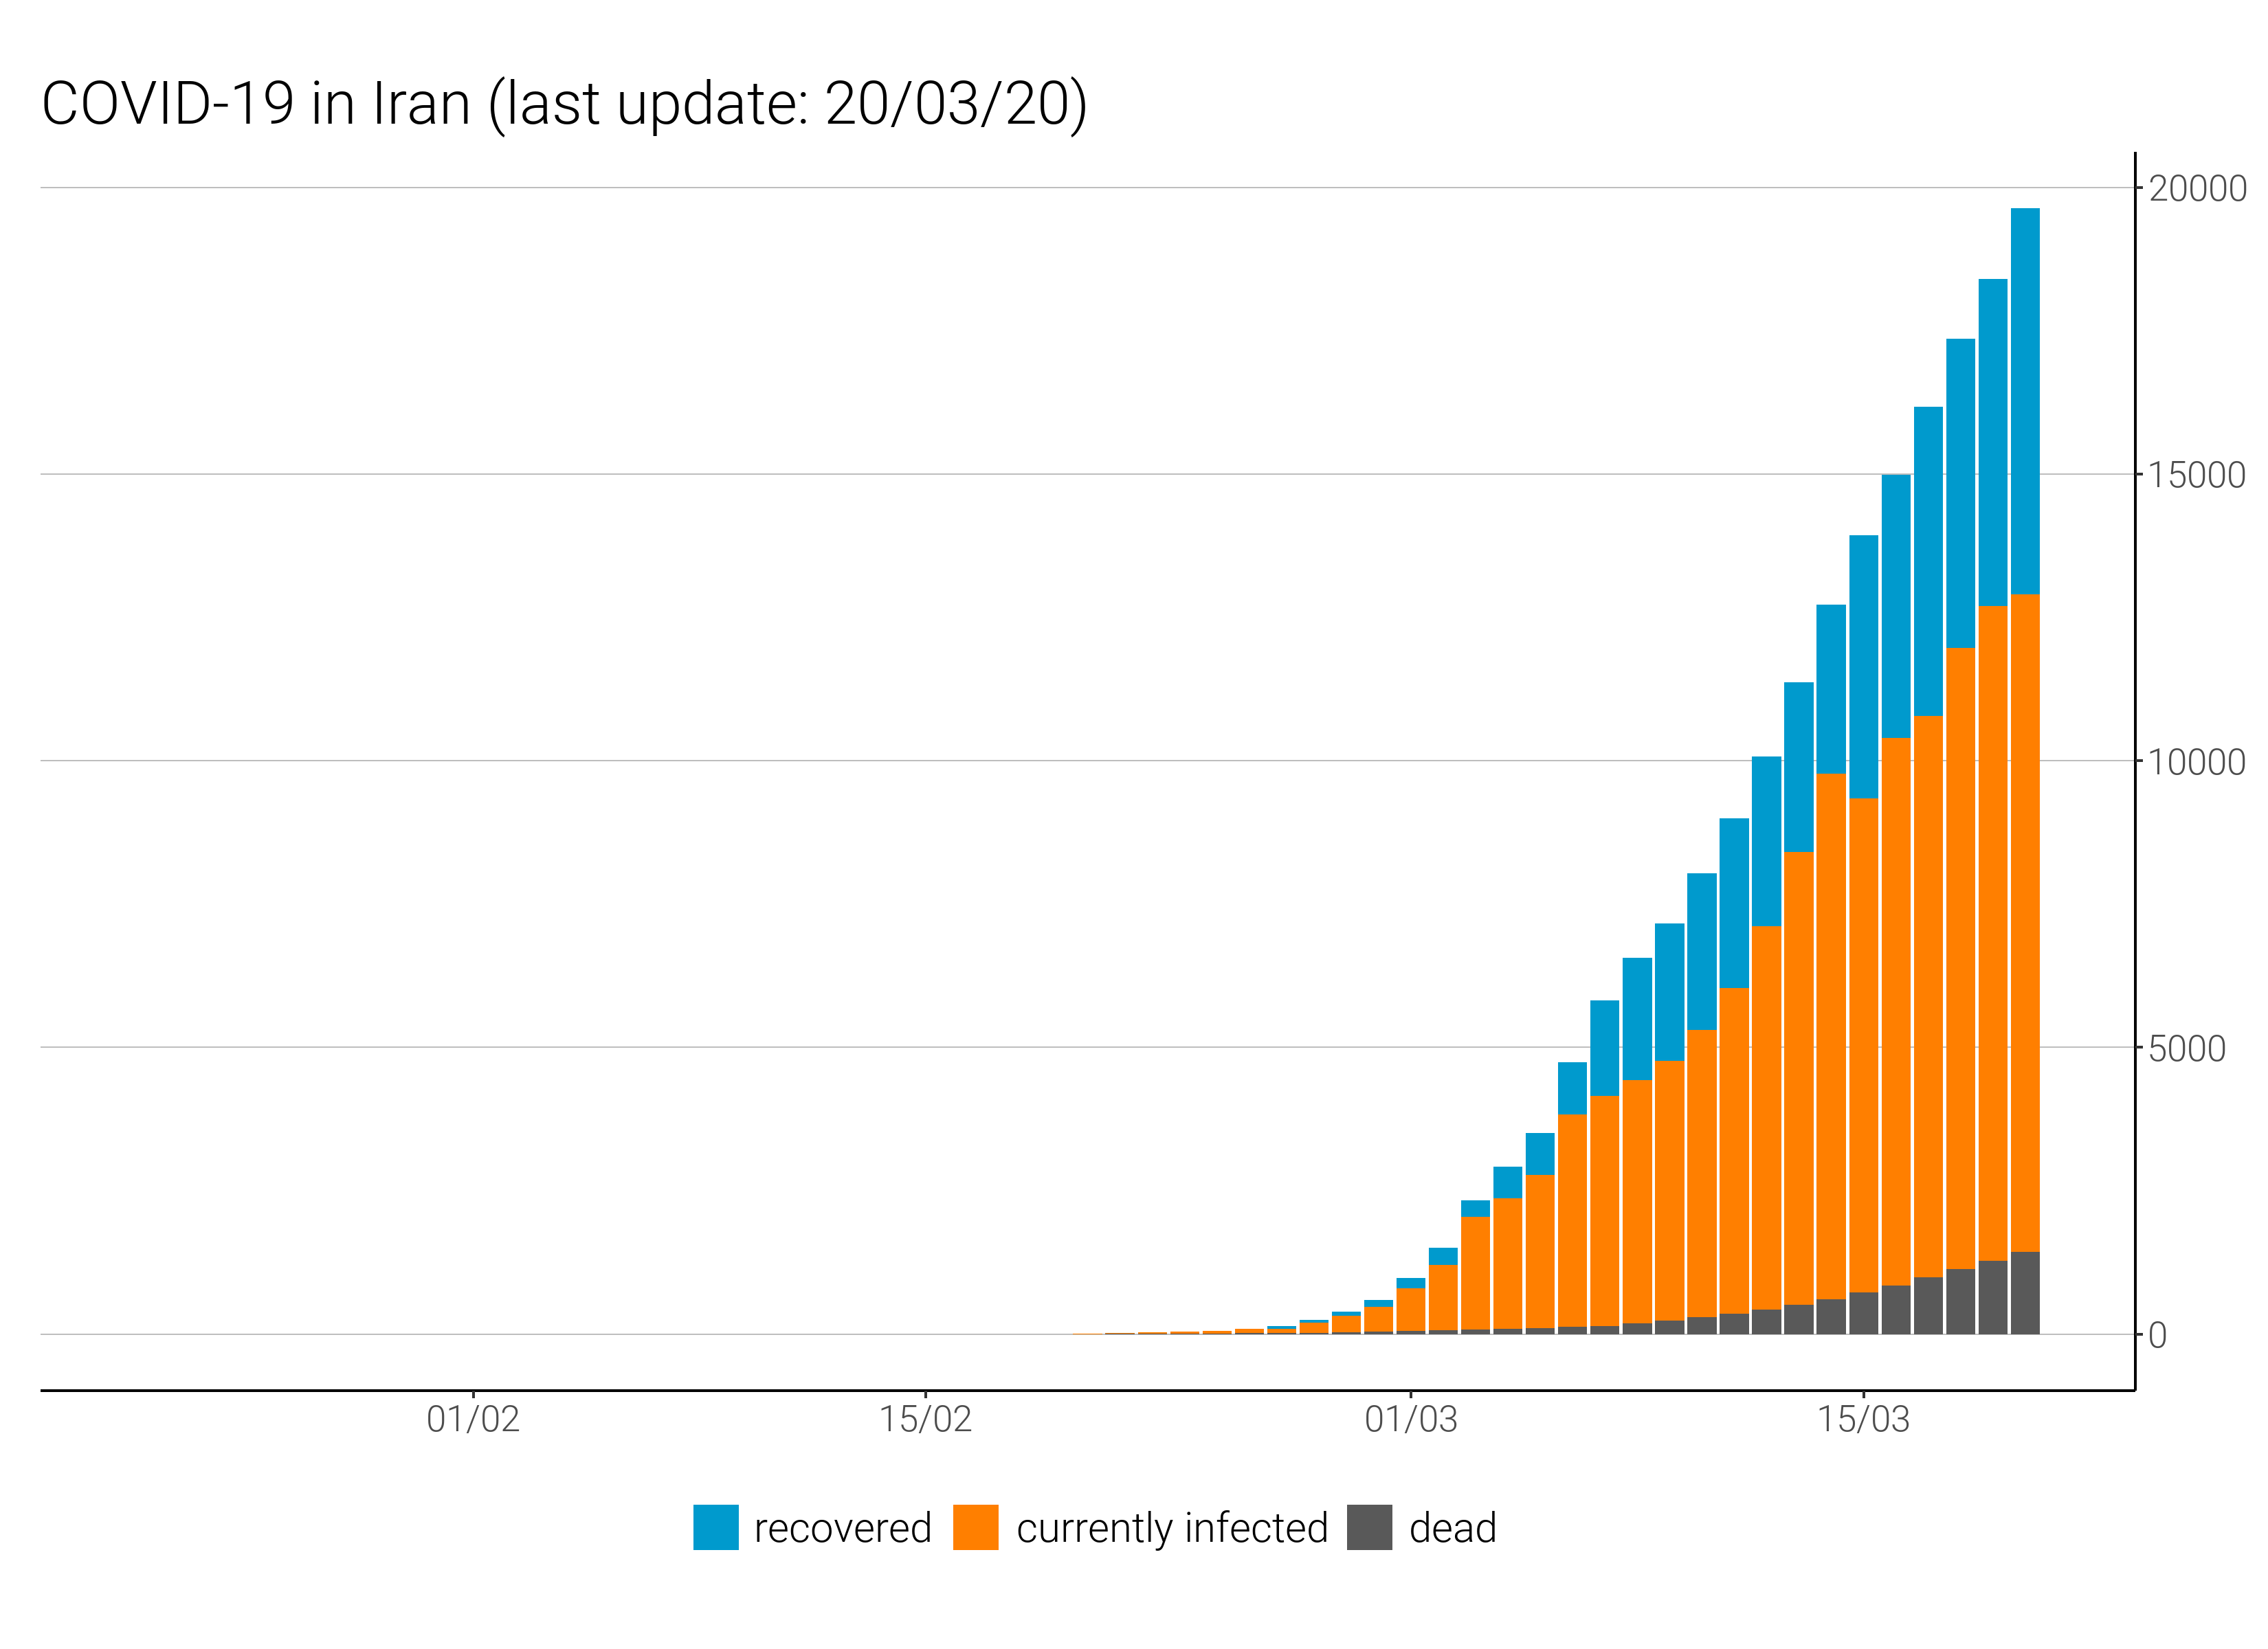 COVID-19 in Iran (last update: 20/03/20)
20000
15000
10000
5000
0
01/02 15/02 01/03 15/03
recovered currently infected dead